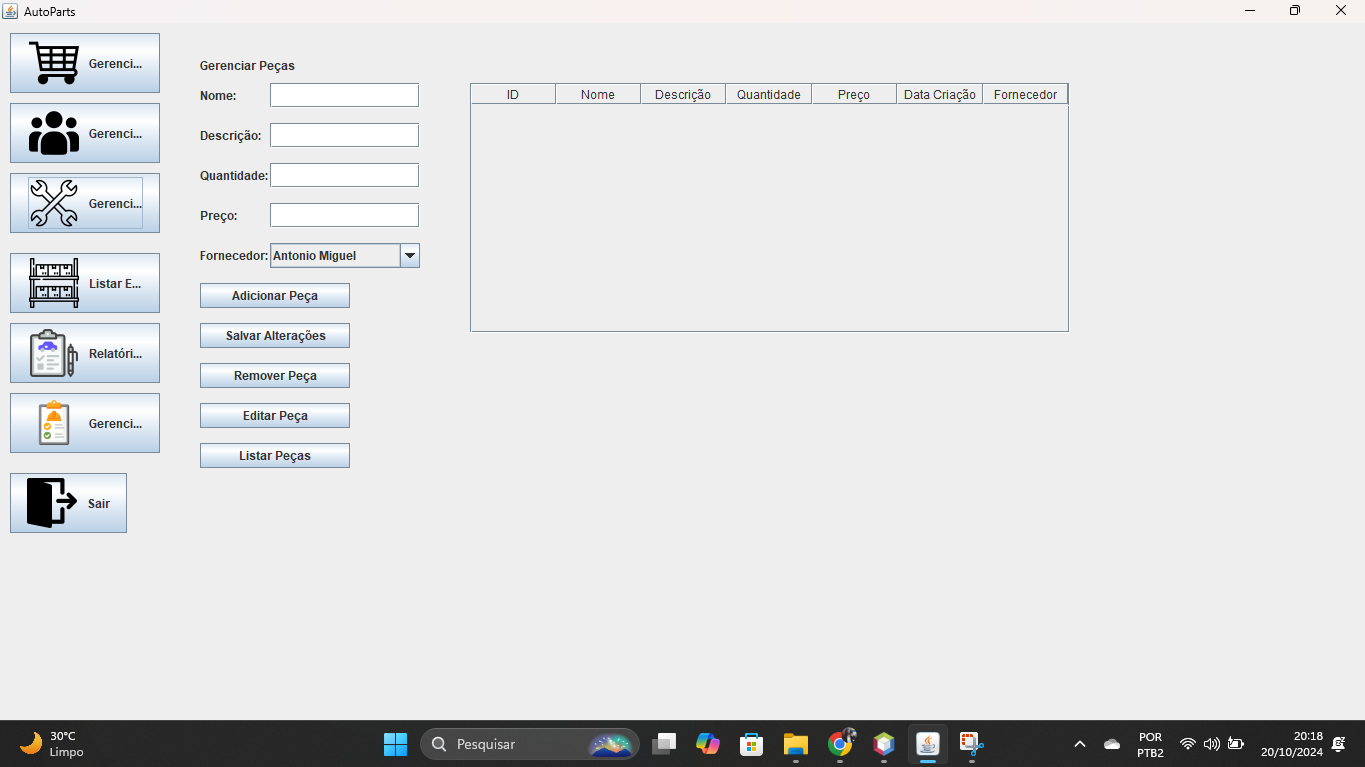 AutoParts
Gerenci...
Gerenci...
Gerenci...
Listar E...
Relatóri...
Gerenci...
Sair
Gerenciar Peças
Nome:
Descrição:
Quantidade:
Preço:
Fornecedor: Antonio Miguel
Adicionar Peça
Salvar Alterações
Remover Peça
Editar Peça
Listar Peças
ID Nome Descrição Quantidade Preço Data Criação Fornecedor
30°C
Limpo
Pesquisar
POR
PTB2
20:18
20/10/2024